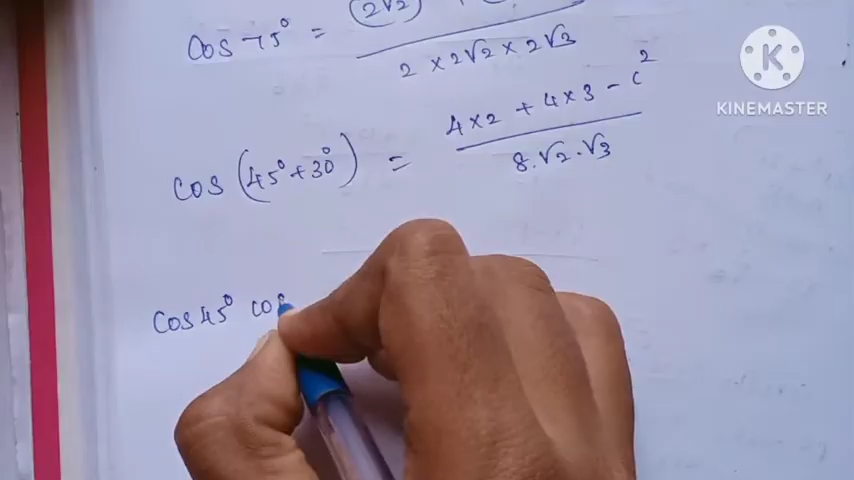 (2√2)
cos 75° =
2 × 2√2 × 2√3
K
KINEMASTER
4×2 + 4×3 - c²
cos (45°+30°) =
8.√2.√3
cos 45° cos